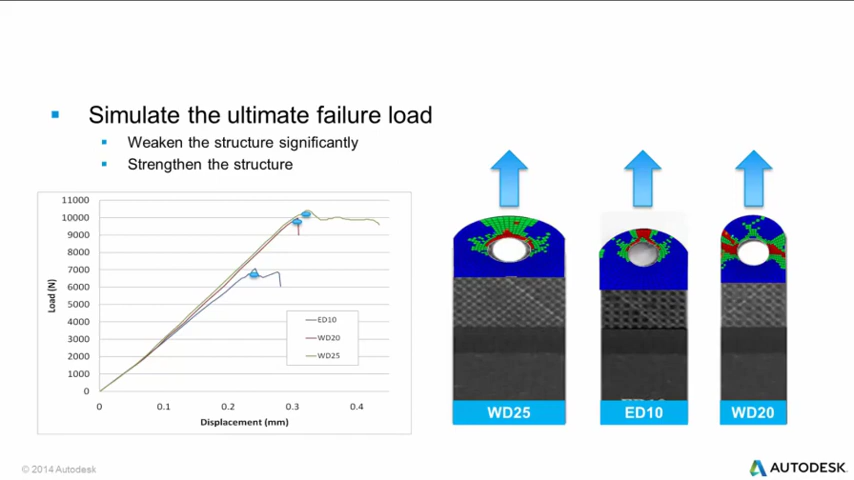 Simulate the ultimate failure load
Weaken the structure significantly
Strengthen the structure
11000
10000
9000
8000
7000
6000
5000
4000
3000
2000
1000
0
Load (N)
ED10
WD20
WD25
0 0.1 0.2 0.3 0.4
Displacement (mm)
WD25 ED10 WD20
© 2014 Autodesk
AUTODESK.